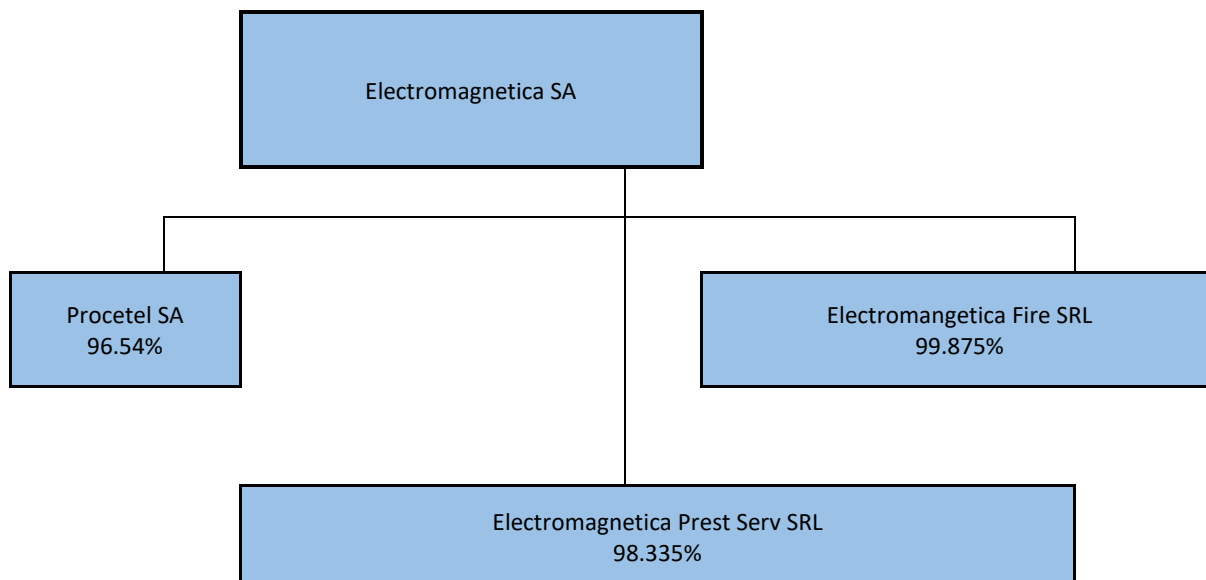 Electromagnetica SA
Procetel SA
96.54%
Electromangetica Fire SRL
99.875%
Electromagnetica Prest Serv SRL
98.335%